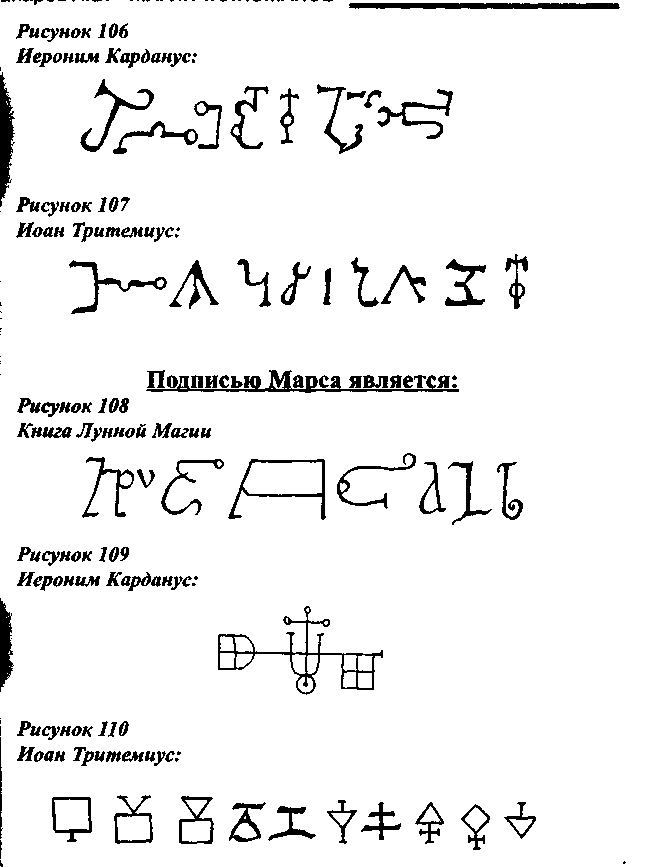 Рисунок 106
Иероним Карданус:
Рисунок 107
Иоан Тритемиус:
Подписью Марса является:
Рисунок 108
Книга Лунной Магии
Рисунок 109
Иероним Карданус:
Рисунок 110
Иоан Тритемиус: